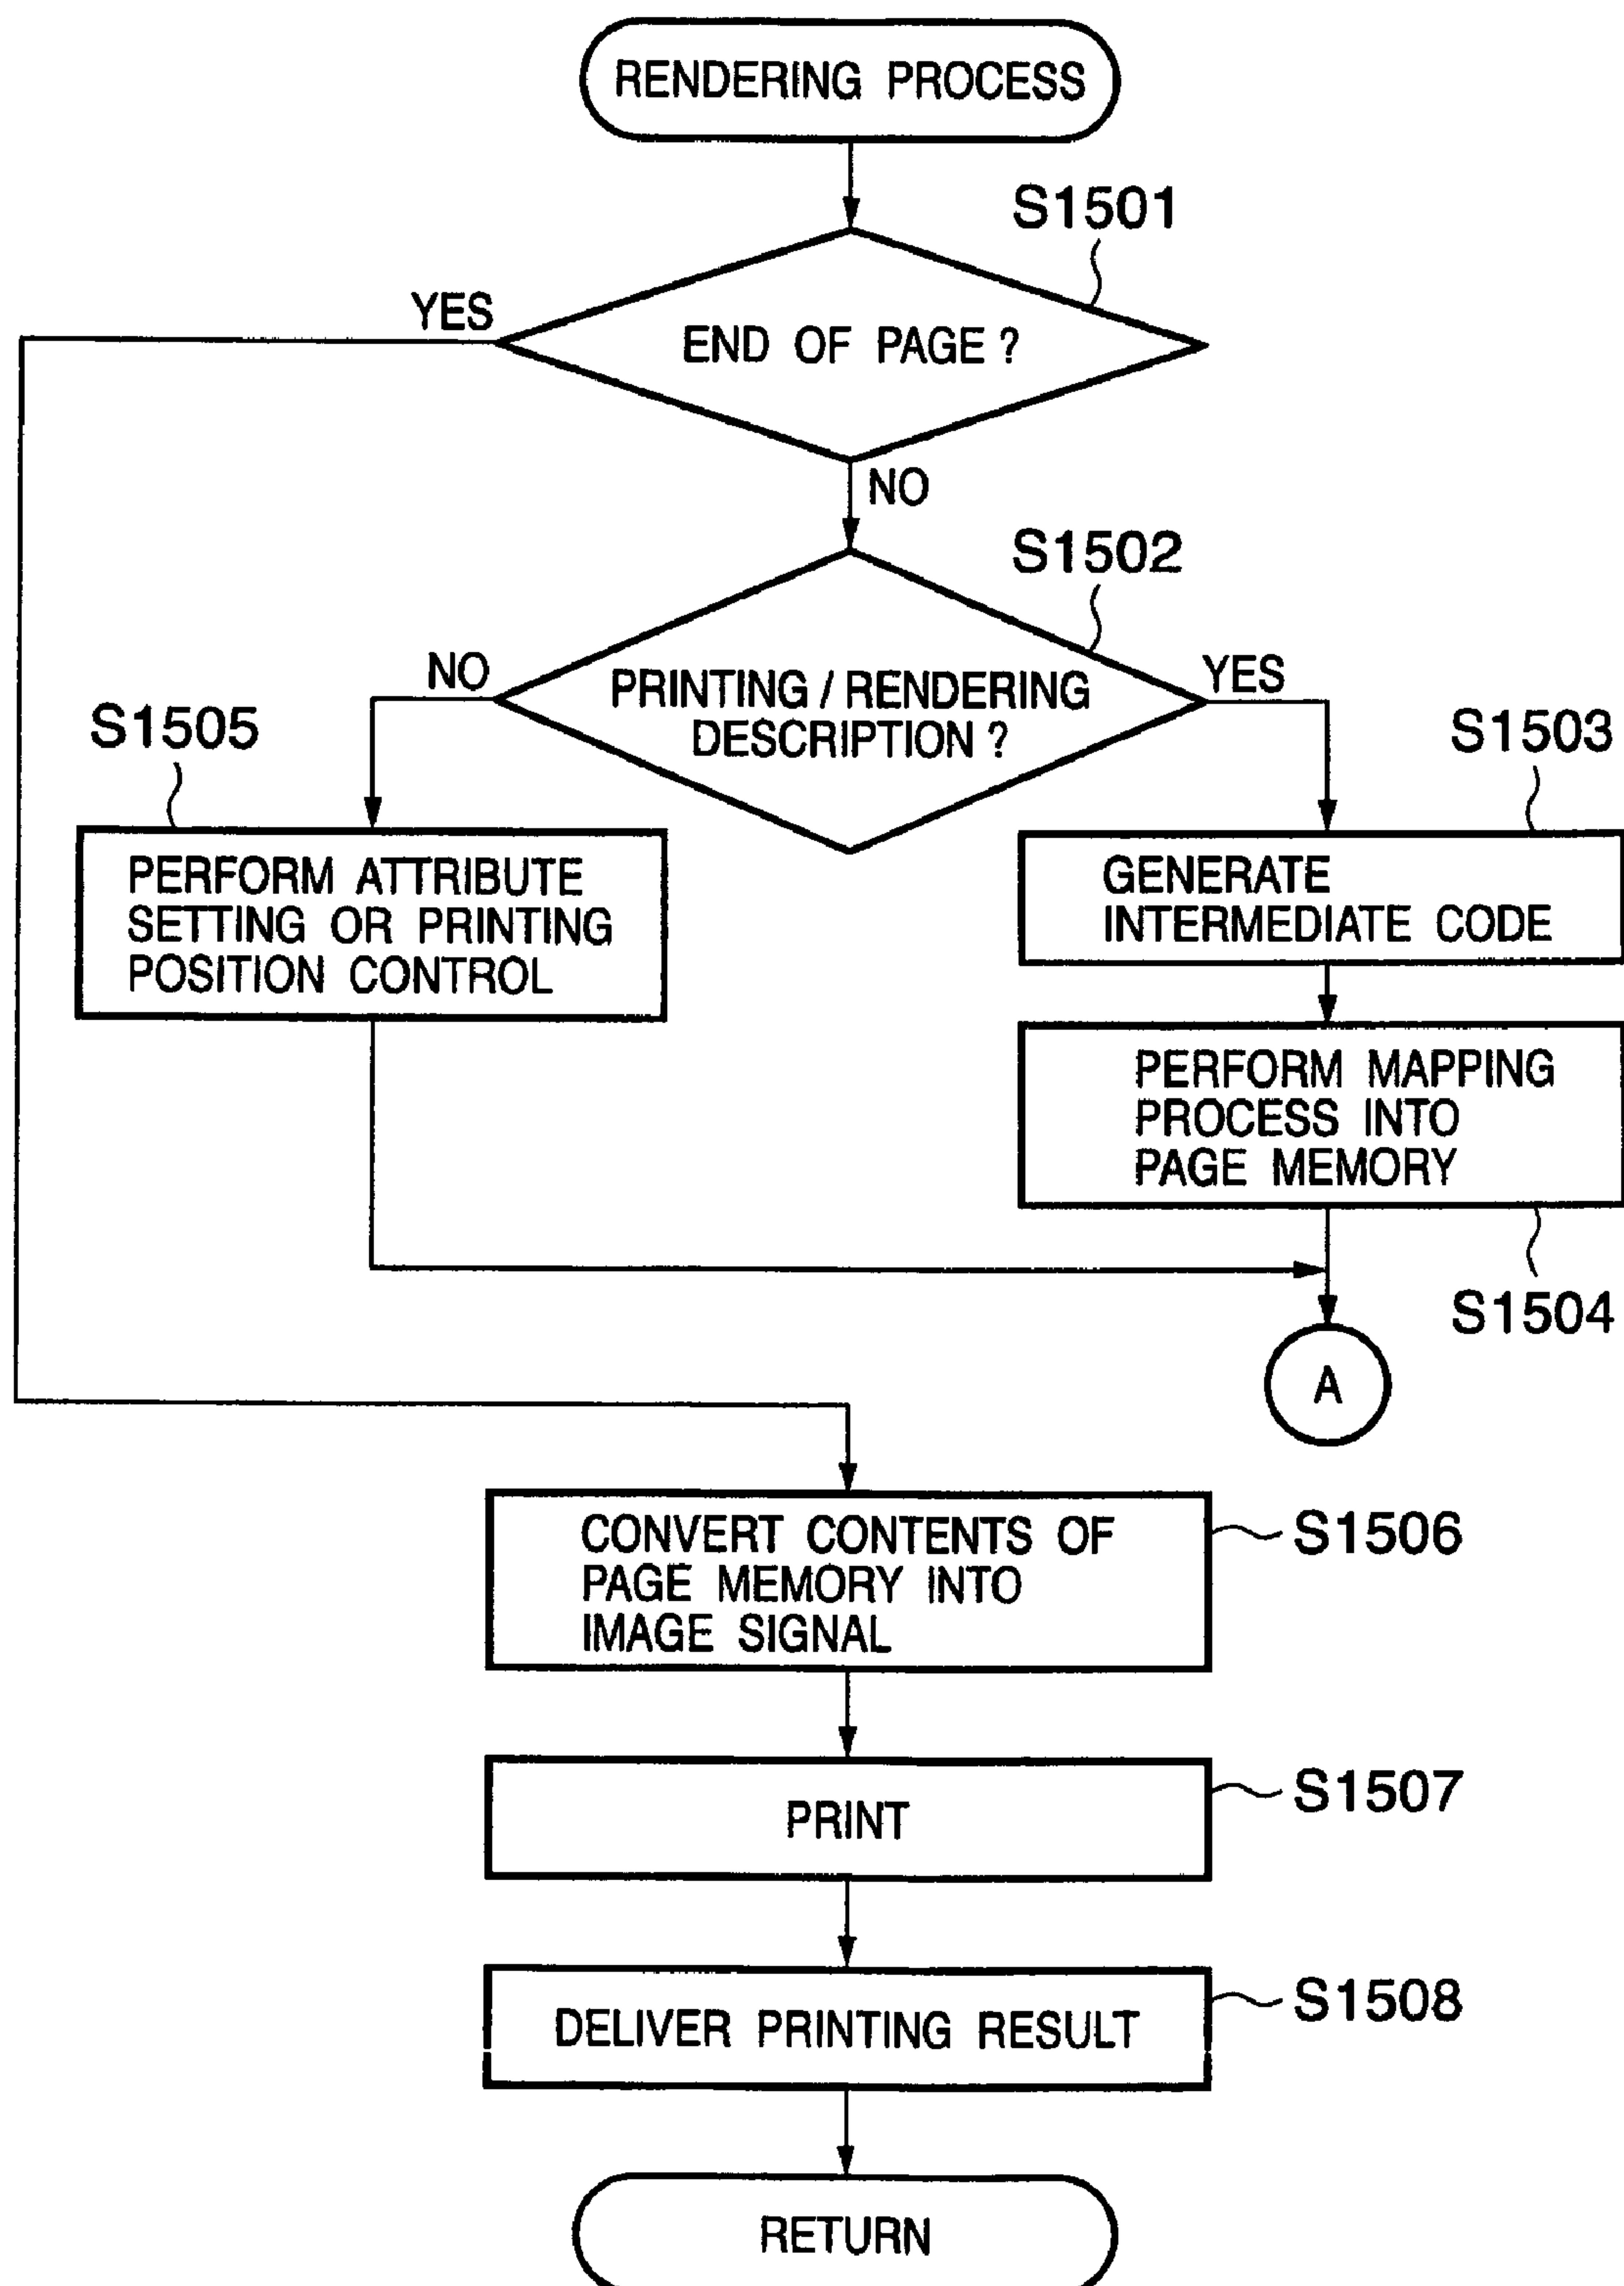 RENDERING PROCESS
S1501
YES
END OF PAGE ?
NO
S1502
NO
PRINTING / RENDERING
DESCRIPTION ?
YES
S1505
S1503
PERFORM ATTRIBUTE
SETTING OR PRINTING
POSITION CONTROL
GENERATE
INTERMEDIATE CODE
PERFORM MAPPING
PROCESS INTO
PAGE MEMORY
S1504
A
CONVERT CONTENTS OF
PAGE MEMORY INTO
IMAGE SIGNAL
S1506
PRINT
S1507
DELIVER PRINTING RESULT
S1508
RETURN